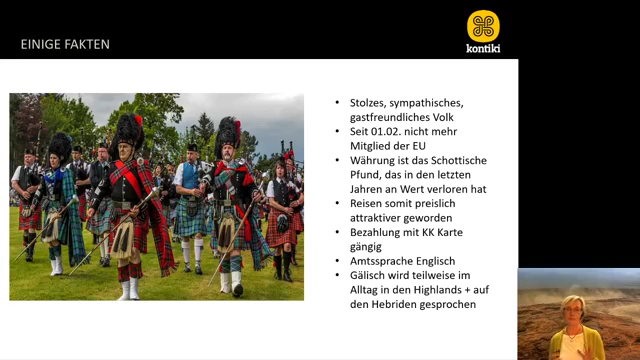 EINIGE FAKTEN
kontiki
• Stolzes, sympathisches,
gastfreundliches Volk
• Seit 01.02. nicht mehr
Mitglied der EU
• Währung ist das Schottische
Pfund, das in den letzten
Jahren an Wert verloren hat
• Reisen somit preislich
attraktiver geworden
• Bezahlung mit KK Karte
gängig
• Amtssprache Englisch
• Gälisch wird teilweise im
Alltag in den Highlands + auf
den Hebriden gesprochen